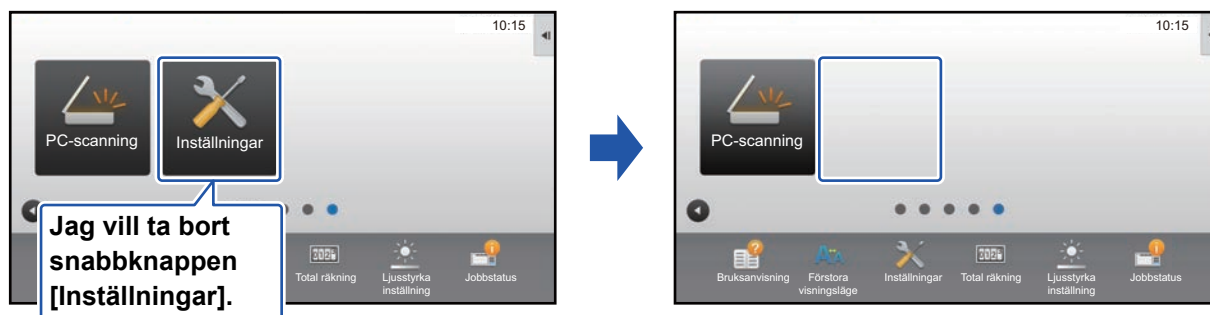 10:15
PC-scanning
Inställningar
Jag vill ta bort
snabbknappen
[Inställningar].
Total räkning
Ljusstyrka
inställning
Jobbstatus
10:15
PC-scanning
Bruksanvisning
Förstora
visningsläge
Inställningar
Total räkning
Ljusstyrka
inställning
Jobbstatus